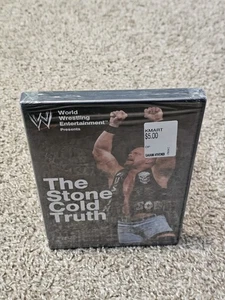 W
World
Wrestling
Entertainment
Presents
KMART
$5.00
The
Stone
Cold
Truth